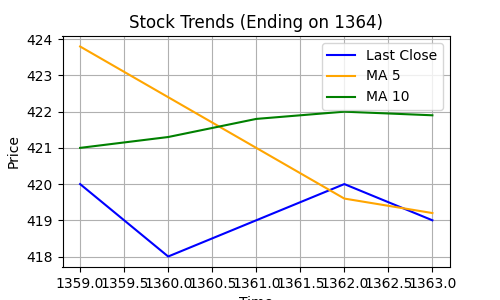 Stock Trends (Ending on 1364)
424
423
422
421
420
419
418
Price
Last Close
MA 5
MA 10
1359.0 1359.5 1360.0 1360.5 1361.0 1361.5 1362.0 1362.5 1363.0
Time